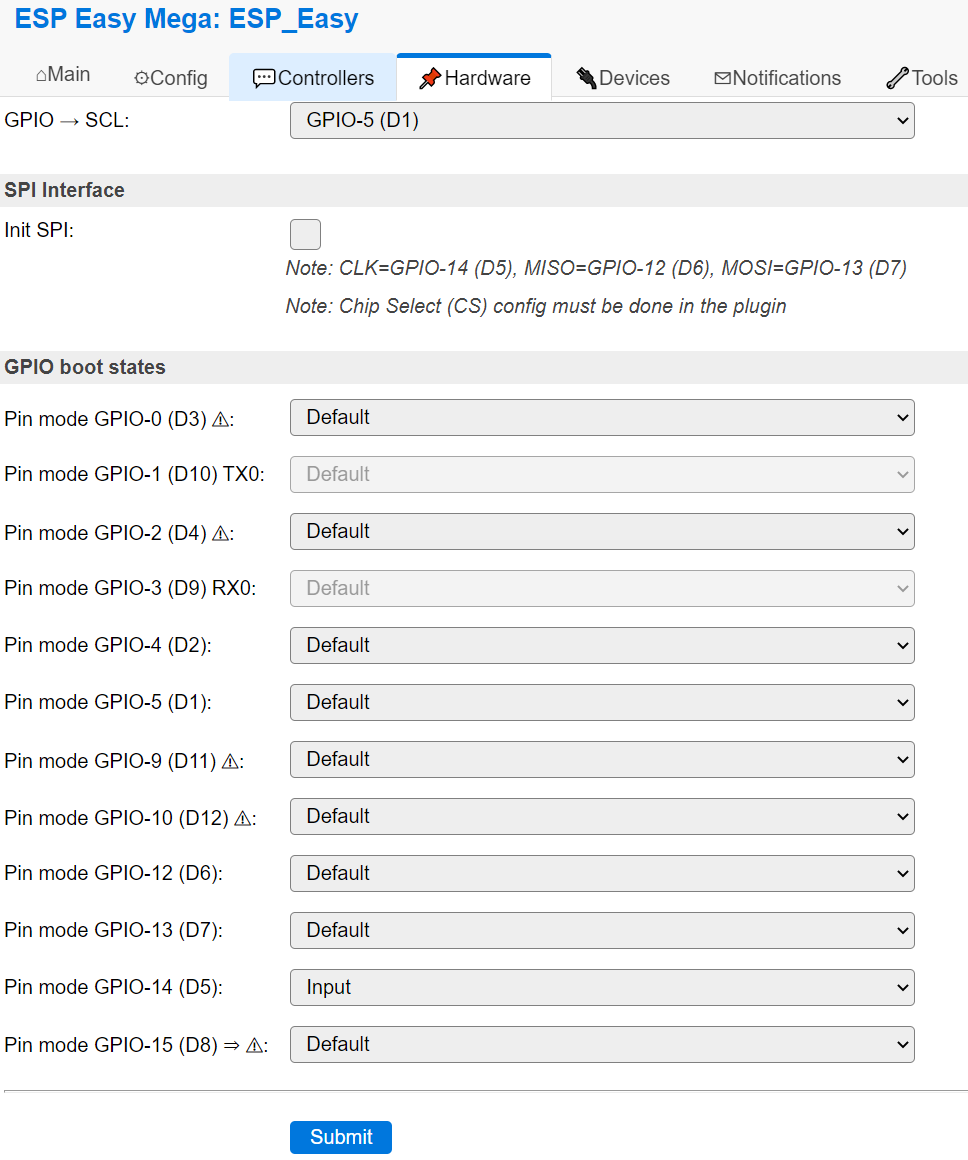 ESP Easy Mega: ESP_Easy
⌂Main ⚙Config 💬Controllers 📌Hardware 🔌Devices ✉Notifications 🔧Tools
GPIO → SCL: GPIO-5 (D1)
SPI Interface
Init SPI:
Note: CLK=GPIO-14 (D5), MISO=GPIO-12 (D6), MOSI=GPIO-13 (D7)
Note: Chip Select (CS) config must be done in the plugin
GPIO boot states
Pin mode GPIO-0 (D3) ⚠: Default
Pin mode GPIO-1 (D10) TX0: Default
Pin mode GPIO-2 (D4) ⚠: Default
Pin mode GPIO-3 (D9) RX0: Default
Pin mode GPIO-4 (D2): Default
Pin mode GPIO-5 (D1): Default
Pin mode GPIO-9 (D11) ⚠: Default
Pin mode GPIO-10 (D12) ⚠: Default
Pin mode GPIO-12 (D6): Default
Pin mode GPIO-13 (D7): Default
Pin mode GPIO-14 (D5): Input
Pin mode GPIO-15 (D8) ⇒ ⚠: Default
Submit